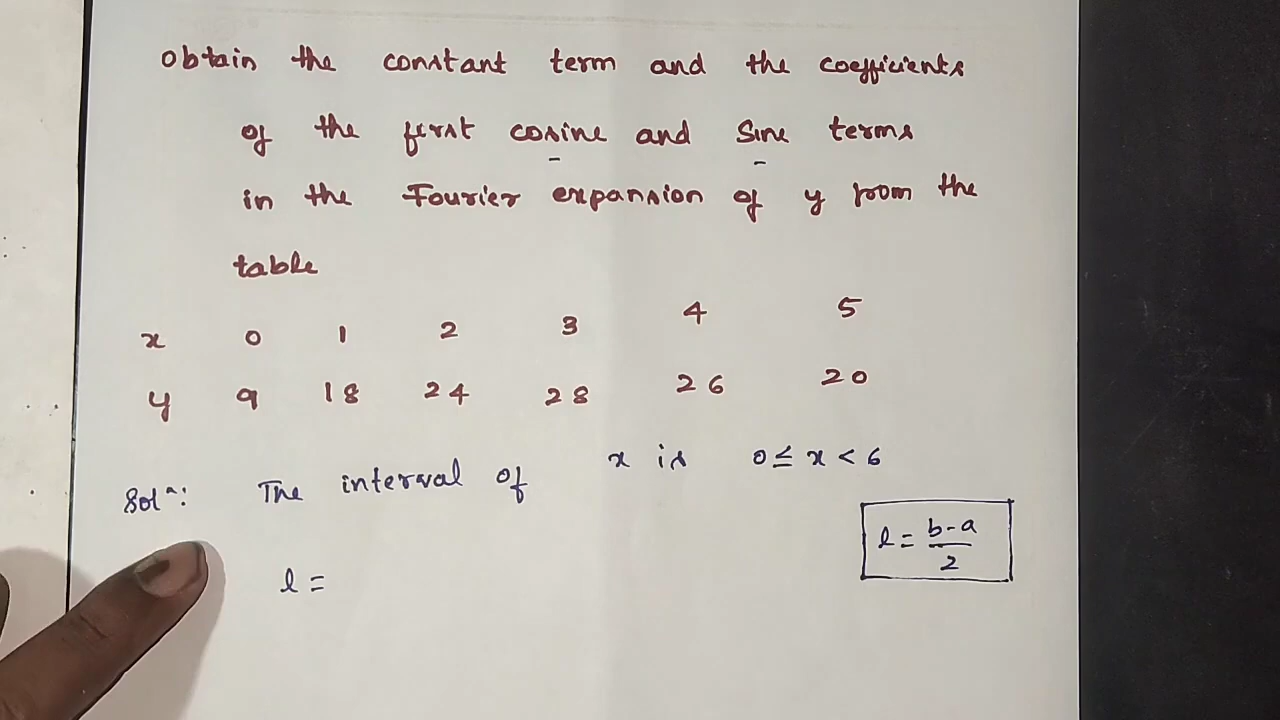 obtain the constant term and the coefficients
of the first cosine and Sine terms
in the Fourier expansion of y from the
table
x 0 1 2 3 4 5
y 9 18 24 28 26 20
Solⁿ: The interval of x is 0 ≤ x < 6
l = (b-a)/2
l =